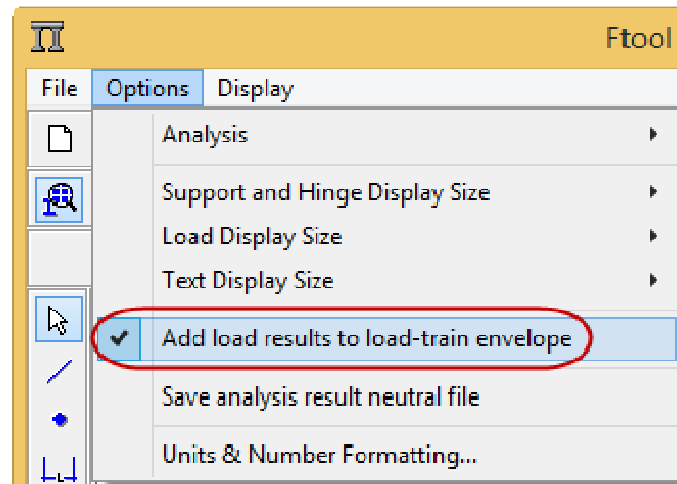 Ftool
File Options Display
Analysis
Support and Hinge Display Size
Load Display Size
Text Display Size
Add load results to load-train envelope
Save analysis result neutral file
Units & Number Formatting...